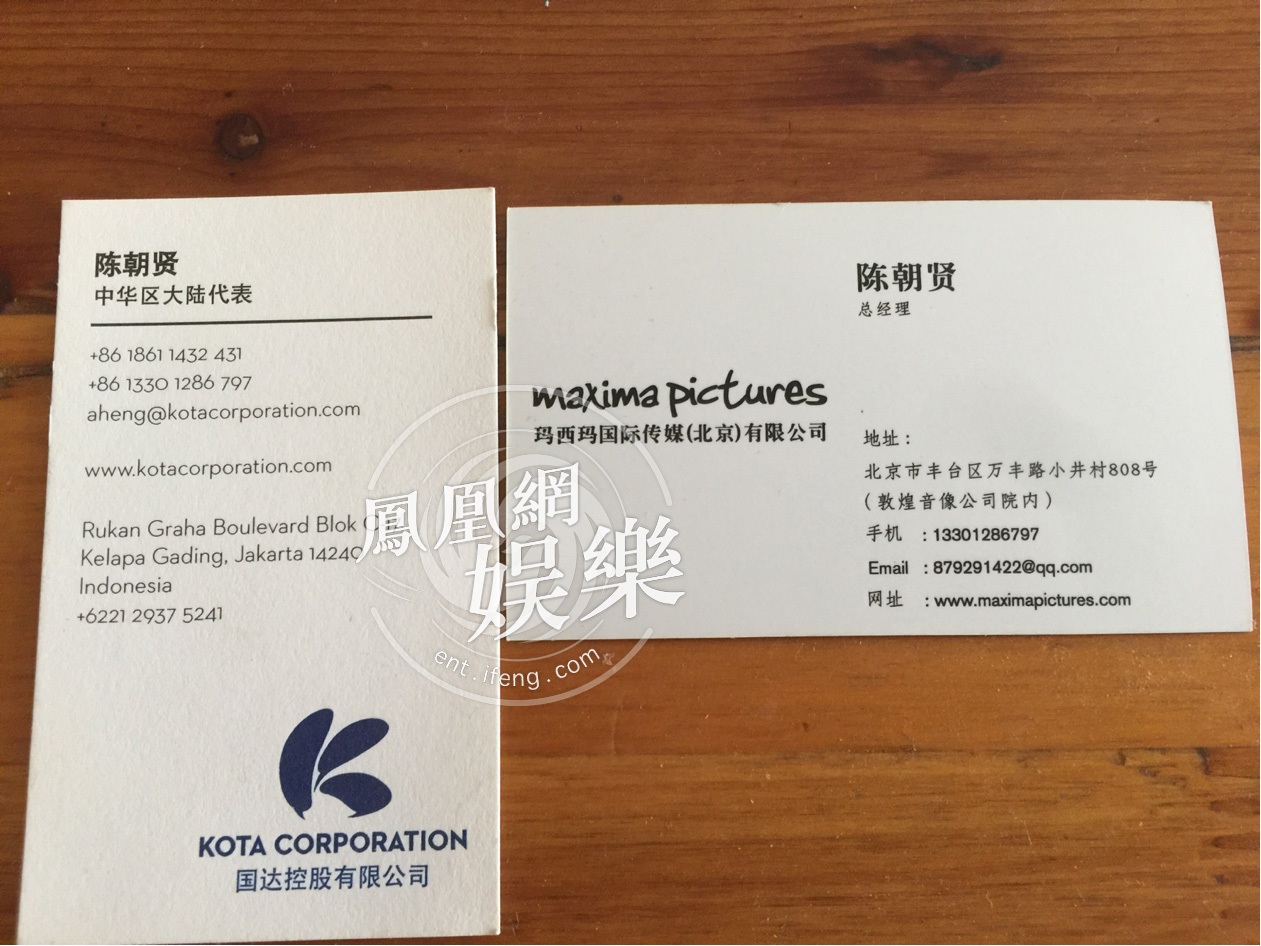 陈朝贤
中华区大陆代表
+86 1861 1432 431
+86 1330 1286 797
aheng@kotacorporation.com
www.kotacorporation.com
Rukan Graha Boulevard Blok
Kelapa Gading, Jakarta 14240
Indonesia
+6221 2937 5241
KOTA CORPORATION
国达控股有限公司
maxima pictures
玛西玛国际传媒(北京)有限公司
陈朝贤
总经理
地址：
北京市丰台区万丰路小井村808号
(敦煌音像公司院内)
手机 : 13301286797
Email : 879291422@qq.com
网址 : www.maximapictures.com
鳳凰網
娱樂
ent.ifeng.com